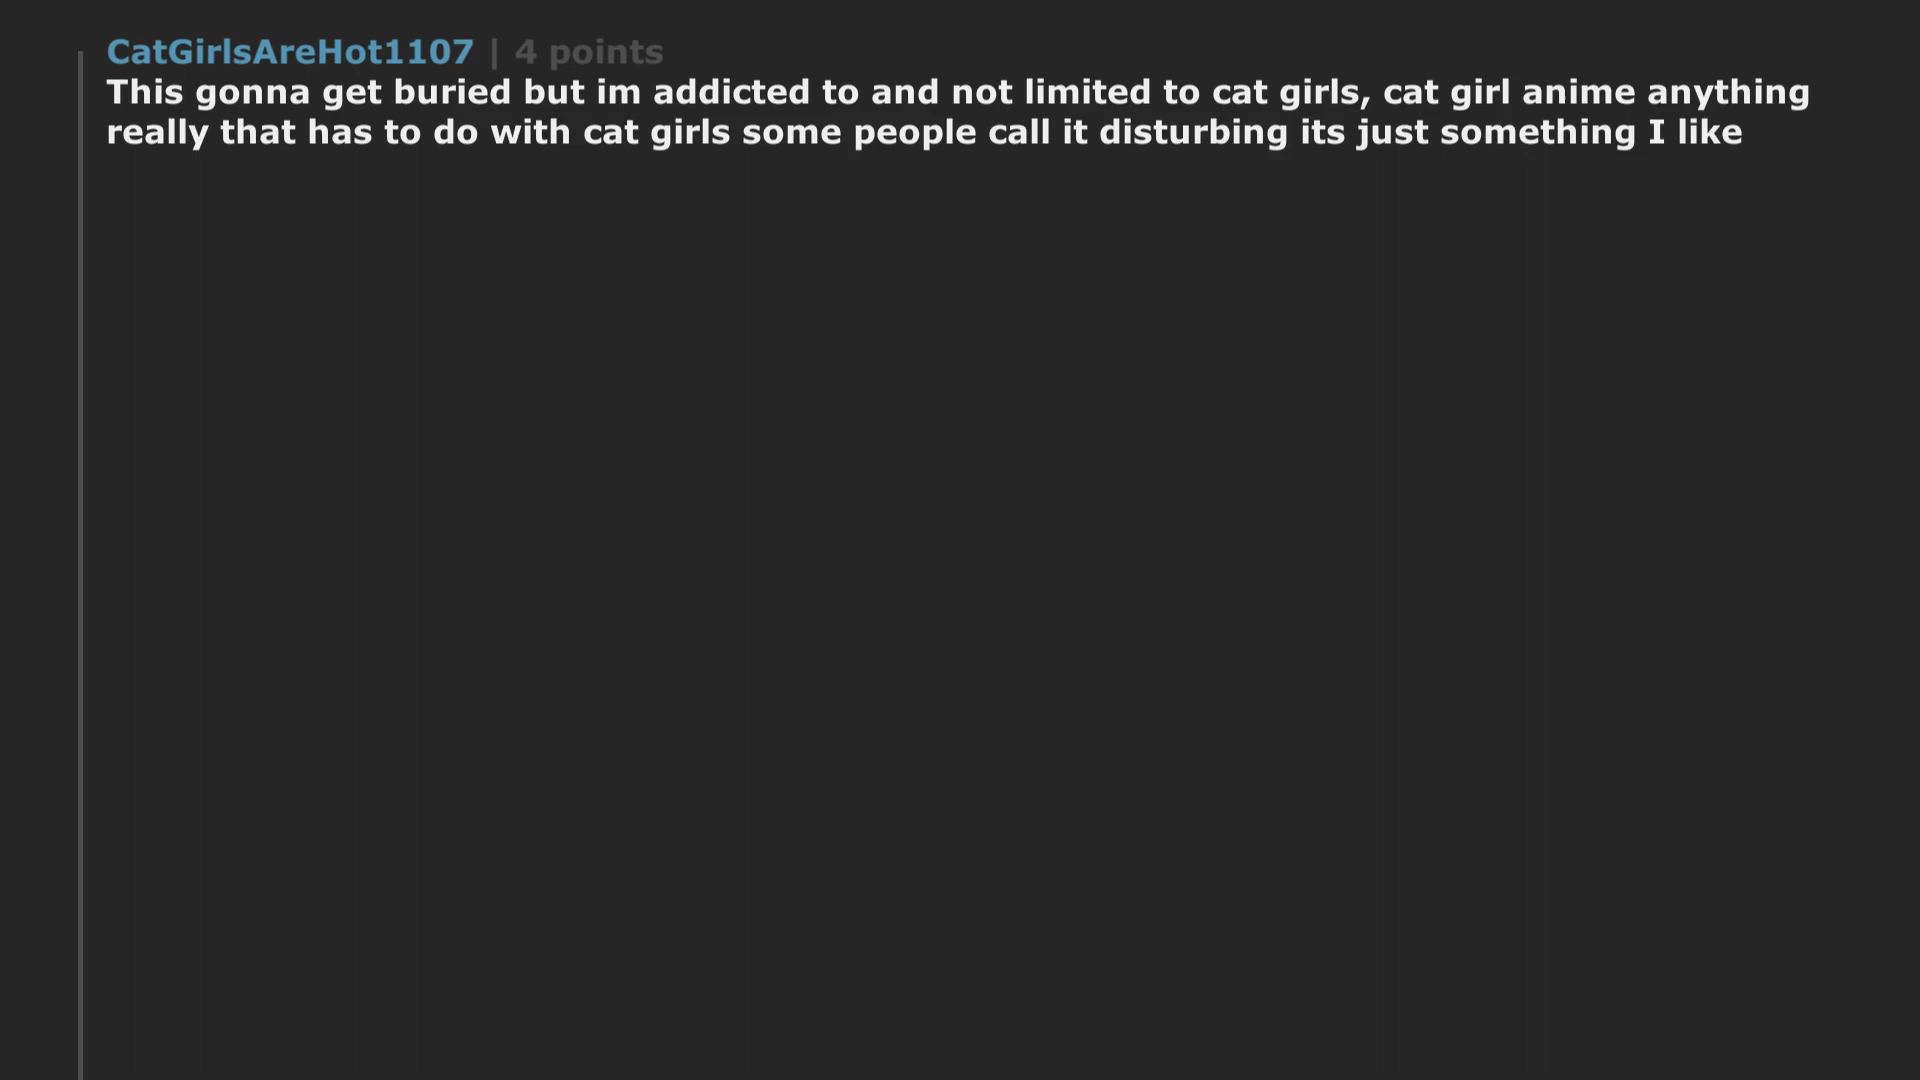 CatGirlsAreHot1107 | 4 points
This gonna get buried but im addicted to and not limited to cat girls, cat girl anime anything
really that has to do with cat girls some people call it disturbing its just something I like